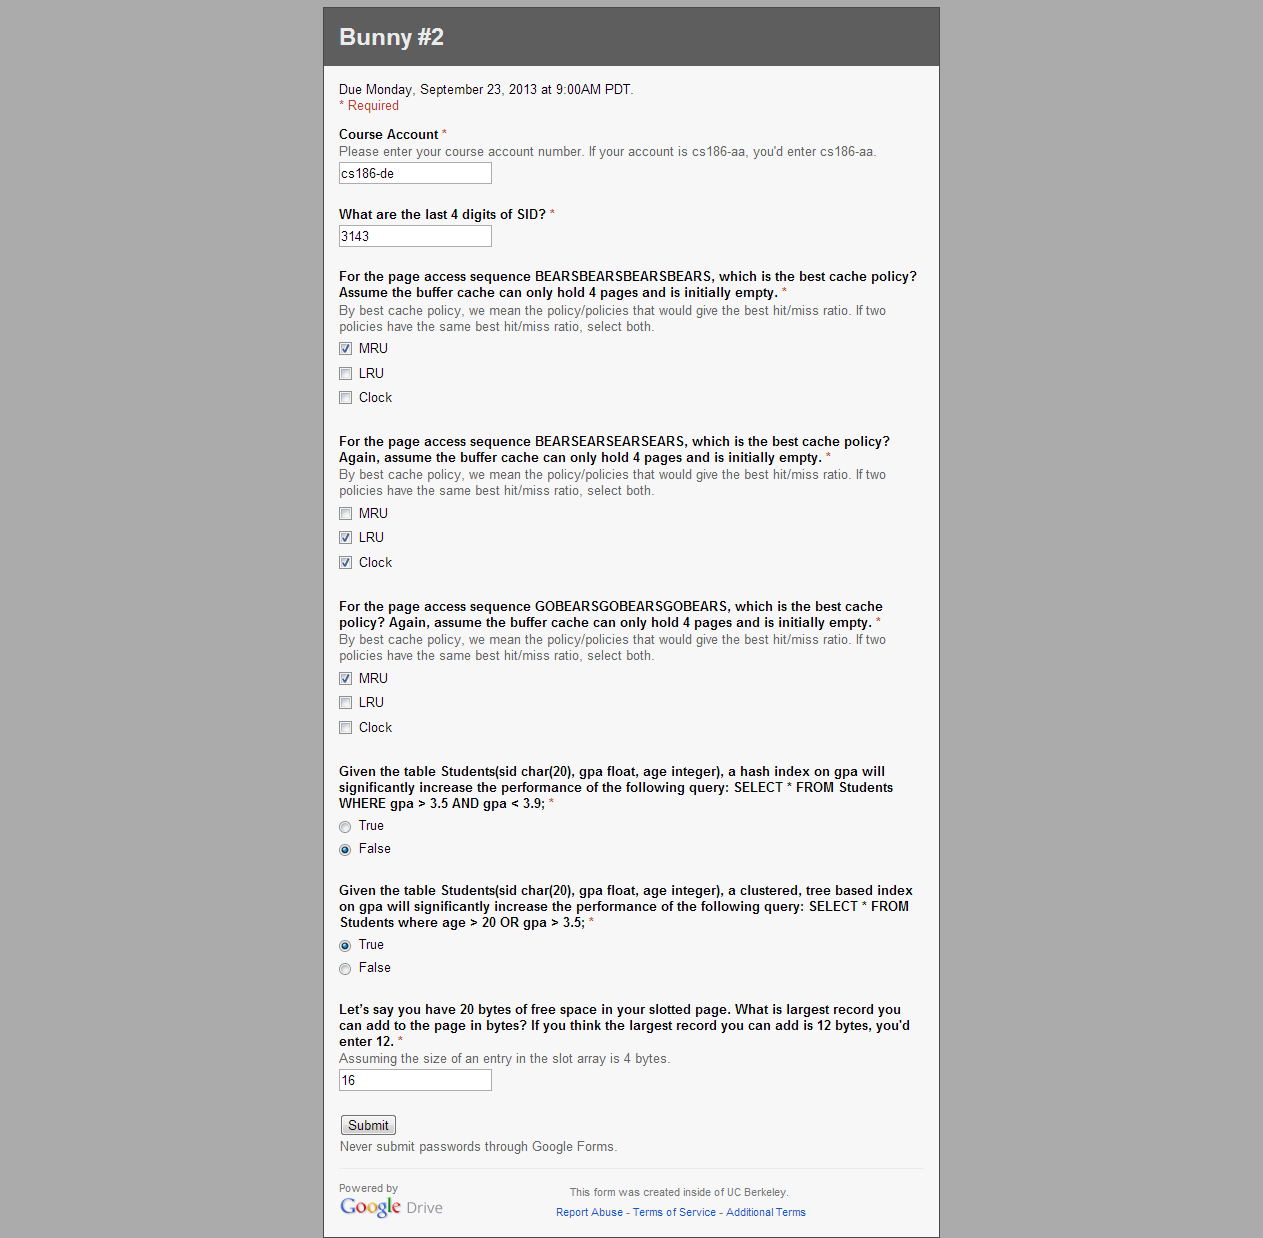 Bunny #2
Due Monday, September 23, 2013 at 9:00AM PDT.
* Required
Course Account *
Please enter your course account number. If your account is cs186-aa, you'd enter cs186-aa.
cs186-de
What are the last 4 digits of SID? *
3143
For the page access sequence BEARSBEARSBEARSBEARS, which is the best cache policy?
Assume the buffer cache can only hold 4 pages and is initially empty. *
By best cache policy, we mean the policy/policies that would give the best hit/miss ratio. If two
policies have the same best hit/miss ratio, select both.
MRU
LRU
Clock
For the page access sequence BEARSEARSEARSEARS, which is the best cache policy?
Again, assume the buffer cache can only hold 4 pages and is initially empty. *
By best cache policy, we mean the policy/policies that would give the best hit/miss ratio. If two
policies have the same best hit/miss ratio, select both.
MRU
LRU
Clock
For the page access sequence GOBEARSGOBEARSGOBEARS, which is the best cache
policy? Again, assume the buffer cache can only hold 4 pages and is initially empty. *
By best cache policy, we mean the policy/policies that would give the best hit/miss ratio. If two
policies have the same best hit/miss ratio, select both.
MRU
LRU
Clock
Given the table Students(sid char(20), gpa float, age integer), a hash index on gpa will
significantly increase the performance of the following query: SELECT * FROM Students
WHERE gpa > 3.5 AND gpa < 3.9; *
True
False
Given the table Students(sid char(20), gpa float, age integer), a clustered, tree based index
on gpa will significantly increase the performance of the following query: SELECT * FROM
Students where age > 20 OR gpa > 3.5; *
True
False
Let's say you have 20 bytes of free space in your slotted page. What is largest record you
can add to the page in bytes? If you think the largest record you can add is 12 bytes, you'd
enter 12. *
Assuming the size of an entry in the slot array is 4 bytes.
16
Submit
Never submit passwords through Google Forms.
Powered by
Google Drive
This form was created inside of UC Berkeley.
Report Abuse - Terms of Service - Additional Terms